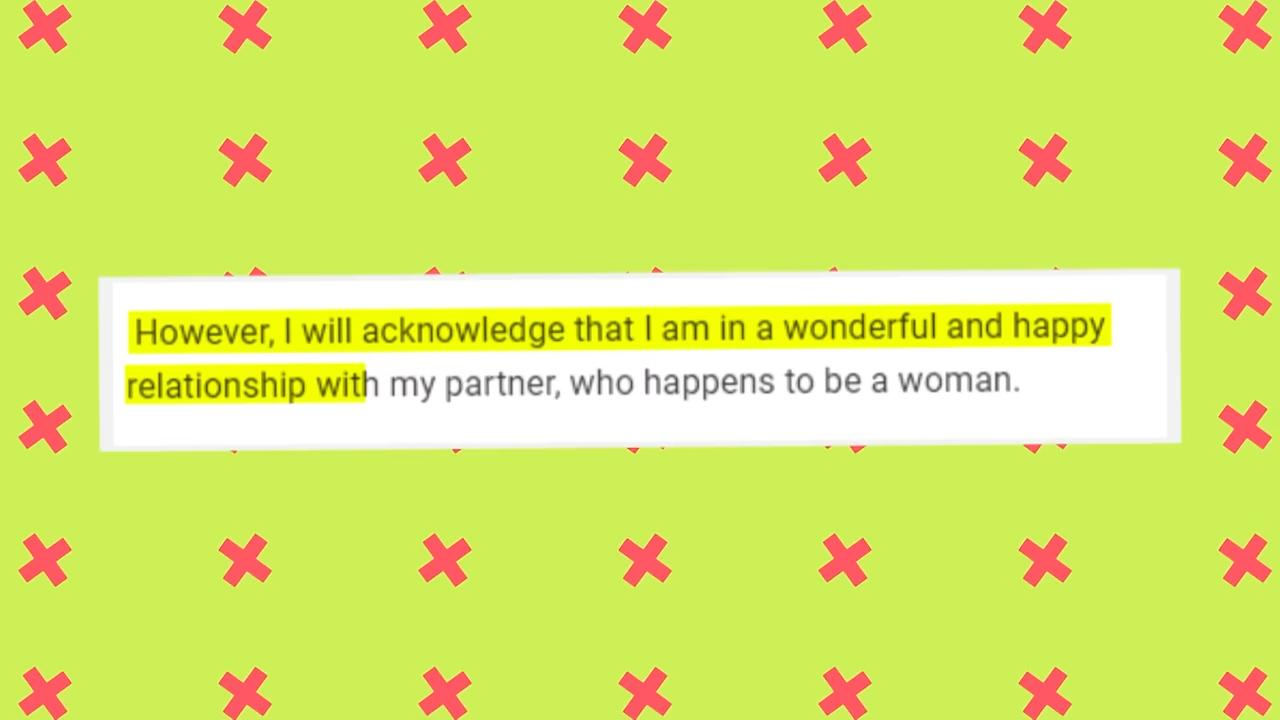 However, I will acknowledge that I am in a wonderful and happy
relationship with my partner, who happens to be a woman.